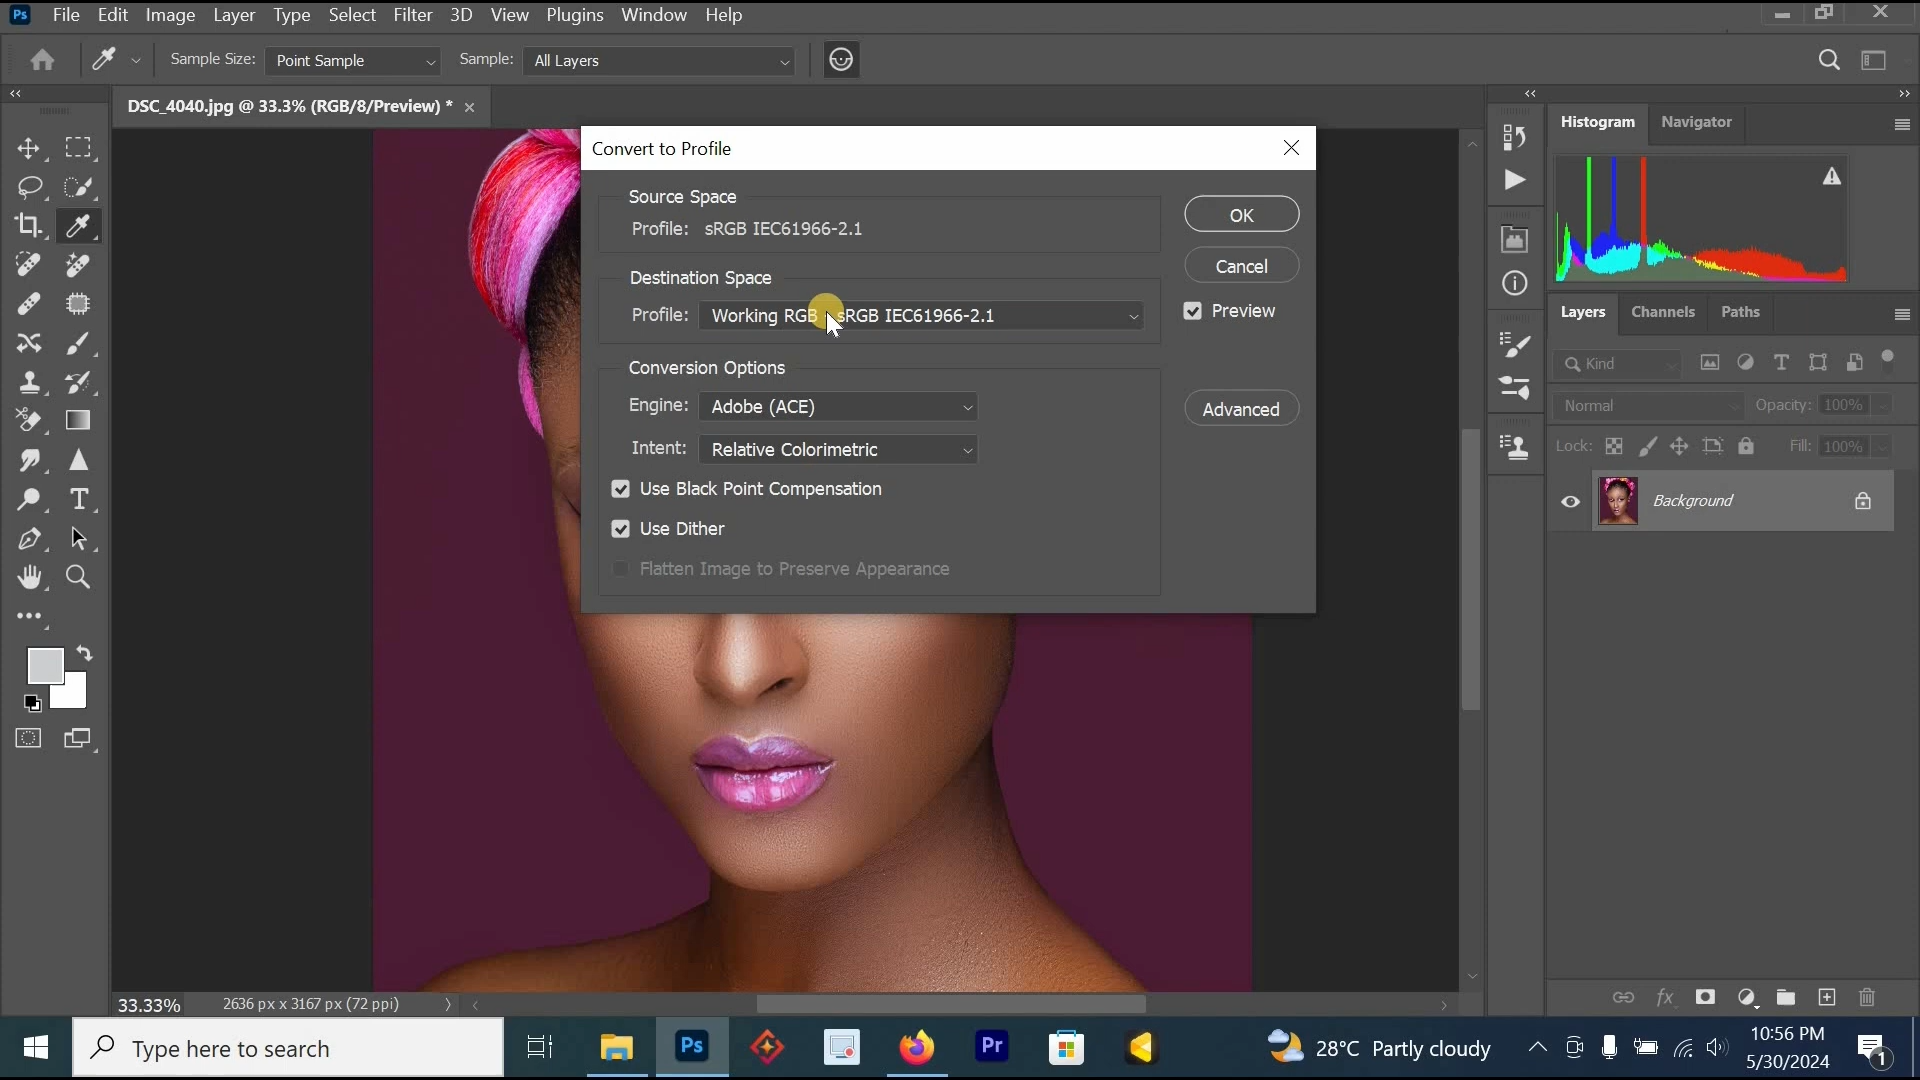 Ps File Edit Image Layer Type Select Filter 3D View Plugins Window Help
Sample Size: Point Sample Sample: All Layers
DSC_4040.jpg @ 33.3% (RGB/8/Preview) *
Convert to Profile
Source Space
Profile: sRGB IEC61966-2.1
OK
Destination Space
Cancel
Profile: Working RGB - sRGB IEC61966-2.1
Preview
Conversion Options
Engine: Adobe (ACE)
Advanced
Intent: Relative Colorimetric
Use Black Point Compensation
Use Dither
Flatten Image to Preserve Appearance
Histogram Navigator
Layers Channels Paths
Kind
Normal Opacity: 100%
Lock: Fill: 100%
Background
fx
33.33% 2636 px x 3167 px (72 ppi)
Type here to search
Ps
Pr
28°C Partly cloudy
10:56 PM
5/30/2024
1